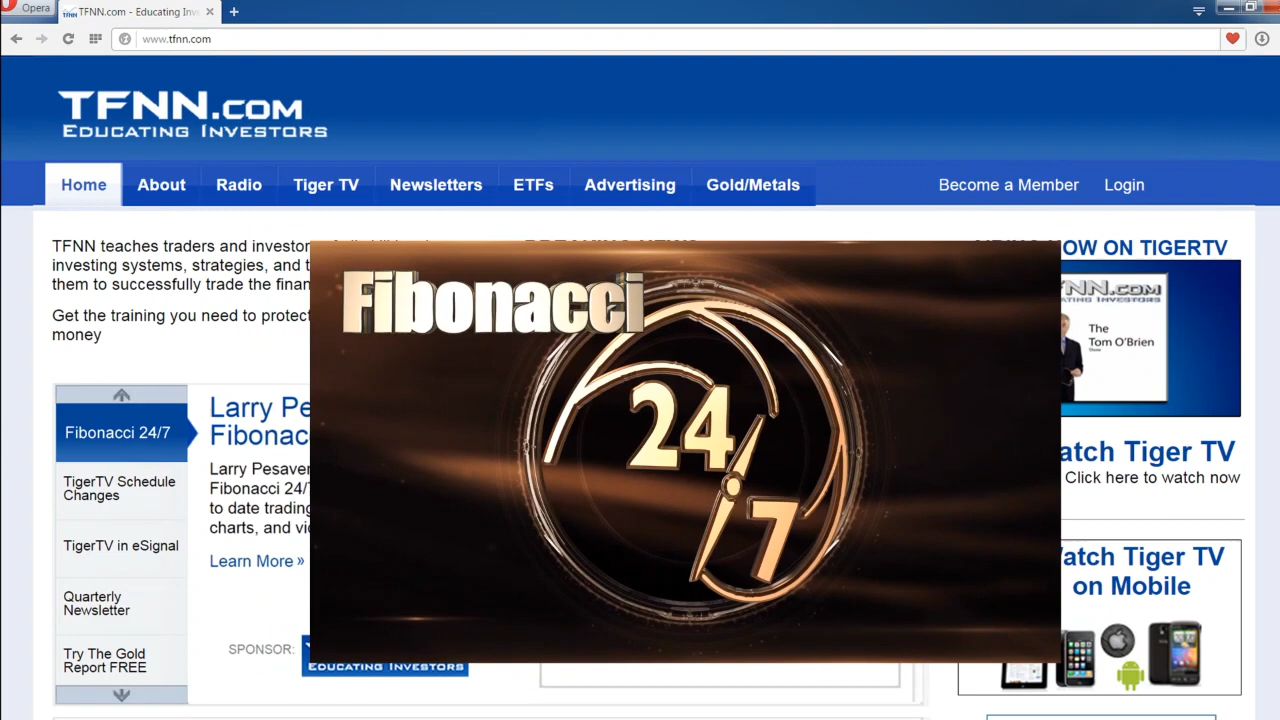 Opera
TFNN.com - Educating Inv
www.tfnn.com
TFNN.COM
EDUCATING INVESTORS
Home
About
Radio
Tiger TV
Newsletters
ETFs
Advertising
Gold/Metals
Become a Member
Login
TFNN teaches traders and investor
investing systems, strategies, and t
them to successfully trade the finan
Get the training you need to protect
money
NOW ON TIGERTV
The
Tom O'Brien
Show
Fibonacci
24
7
Fibonacci 24/7
TigerTV Schedule
Changes
TigerTV in eSignal
Quarterly
Newsletter
Try The Gold
Report FREE
Larry Pe
Fibonac
Larry Pesaver
Fibonacci 24/7
to date trading
charts, and vi
Learn More »
SPONSOR:
EDUCATING INVESTORS
atch Tiger TV
Click here to watch now
atch Tiger TV
on Mobile